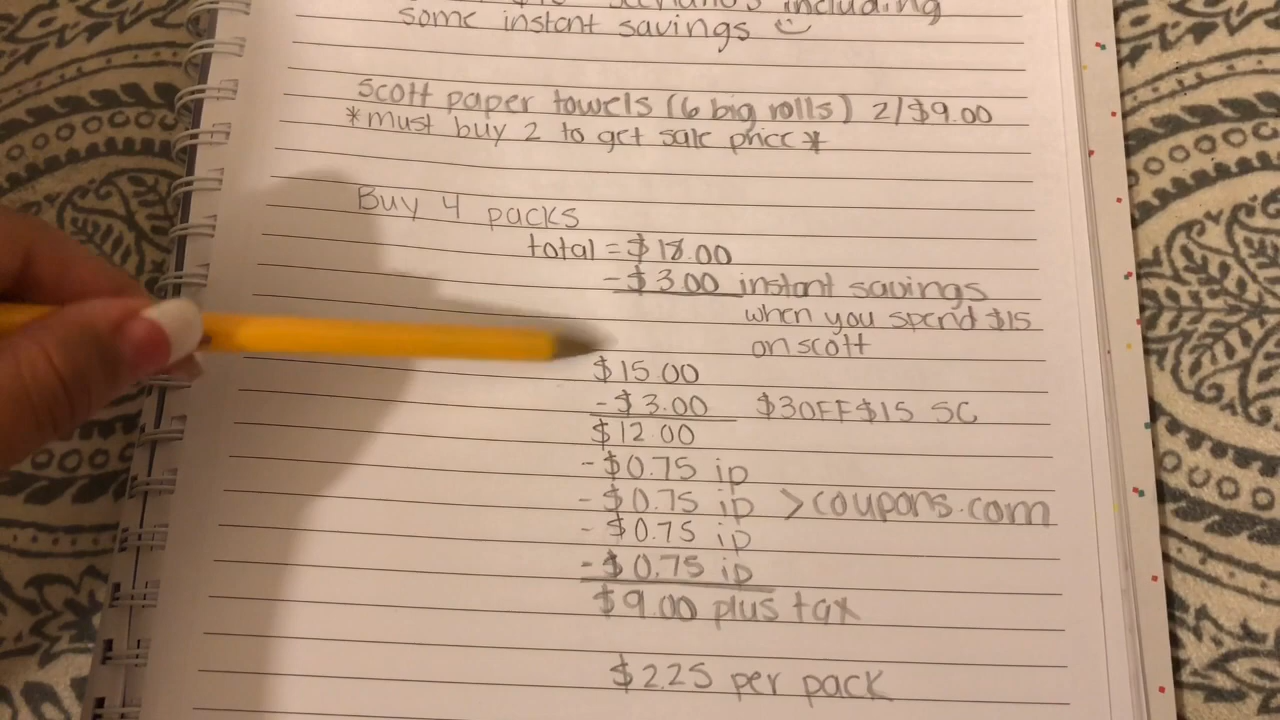 including
some instant savings
scott paper towels (6 big rolls) 2/$9.00
*must buy 2 to get sale price*
Buy 4 packs
total = $18.00
- $3.00 instant savings
when you spend $15
on scott
$15.00
- $3.00 $3OFF$15 SC
$12.00
- $0.75 ip
- $0.75 ip >coupons.com
- $0.75 ip
- $0.75 ip
$9.00 plus tax
$2.25 per pack